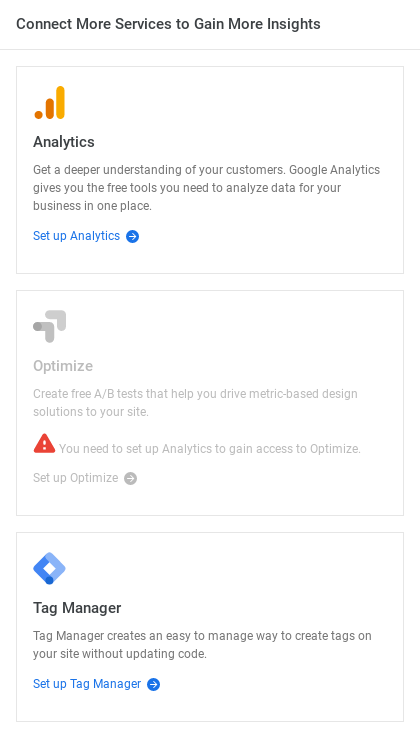 Connect More Services to Gain More Insights
Analytics
Get a deeper understanding of your customers. Google Analytics
gives you the free tools you need to analyze data for your
business in one place.
Set up Analytics
Optimize
Create free A/B tests that help you drive metric-based design
solutions to your site.
You need to set up Analytics to gain access to Optimize.
Set up Optimize
Tag Manager
Tag Manager creates an easy to manage way to create tags on
your site without updating code.
Set up Tag Manager